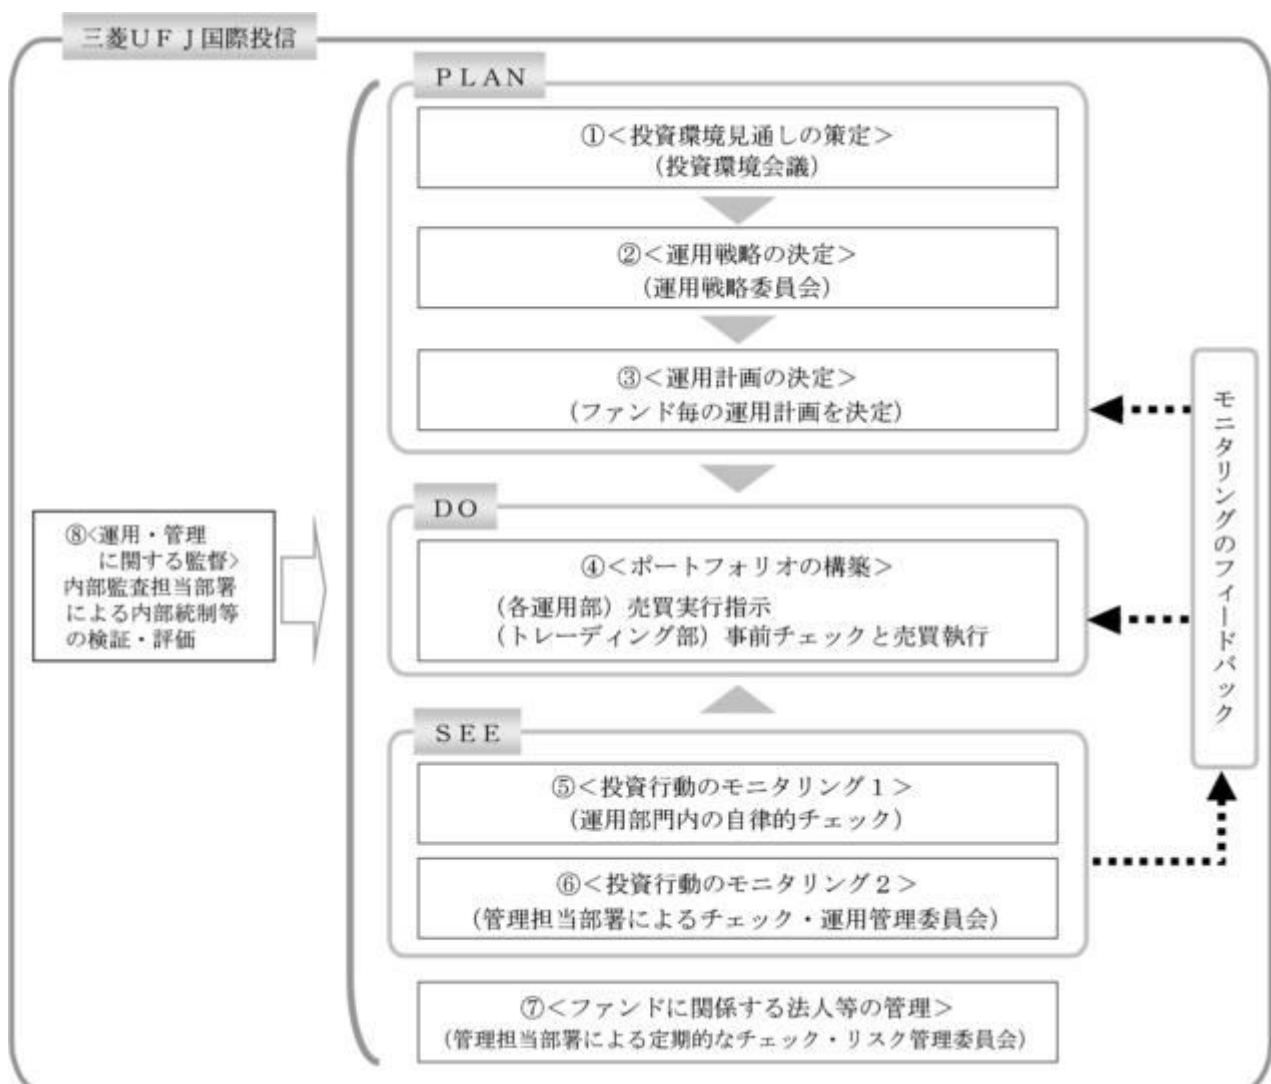 三菱ＵＦＪ国際投信
ＰＬＡＮ
①＜投資環境見通しの策定＞
（投資環境会議）
②＜運用戦略の決定＞
（運用戦略委員会）
③＜運用計画の決定＞
（ファンド毎の運用計画を決定）
ＤＯ
④＜ポートフォリオの構築＞
（各運用部）売買実行指示
（トレーディング部）事前チェックと売買執行
ＳＥＥ
⑤＜投資行動のモニタリング１＞
（運用部門内の自律的チェック）
⑥＜投資行動のモニタリング２＞
（管理担当部署によるチェック・運用管理委員会）
⑦＜ファンドに関係する法人等の管理＞
（管理担当部署による定期的なチェック・リスク管理委員会）
⑧<運用・管理
に関する監督>
内部監査担当部署
による内部統制等
の検証・評価
モニタリングのフィードバック